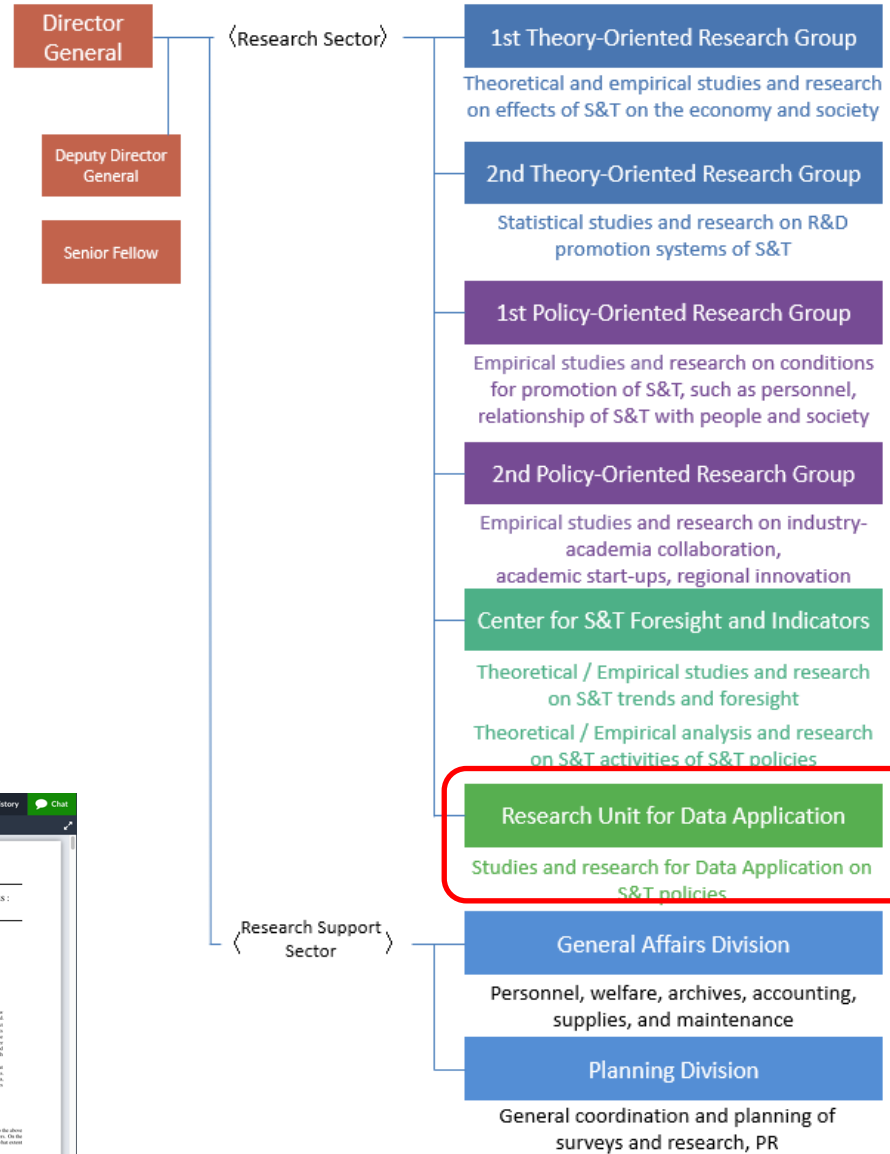 Director
General
〈Research Sector〉
1st Theory-Oriented Research Group
Theoretical and empirical studies and research
on effects of S&T on the economy and society
Deputy Director
General
2nd Theory-Oriented Research Group
Statistical studies and research on R&D
promotion systems of S&T
Senior Fellow
1st Policy-Oriented Research Group
Empirical studies and research on conditions
for promotion of S&T, such as personnel,
relationship of S&T with people and society
2nd Policy-Oriented Research Group
Empirical studies and research on industry-
academia collaboration,
academic start-ups, regional innovation
Center for S&T Foresight and Indicators
Theoretical / Empirical studies and research
on S&T trends and foresight
Theoretical / Empirical analysis and research
on S&T activities of S&T policies
Chat
Research Unit for Data Application
Studies and research for Data Application on
S&T policies
〈Research Support
Sector〉
General Affairs Division
Personnel, welfare, archives, accounting,
supplies, and maintenance
Planning Division
General coordination and planning of
surveys and research, PR